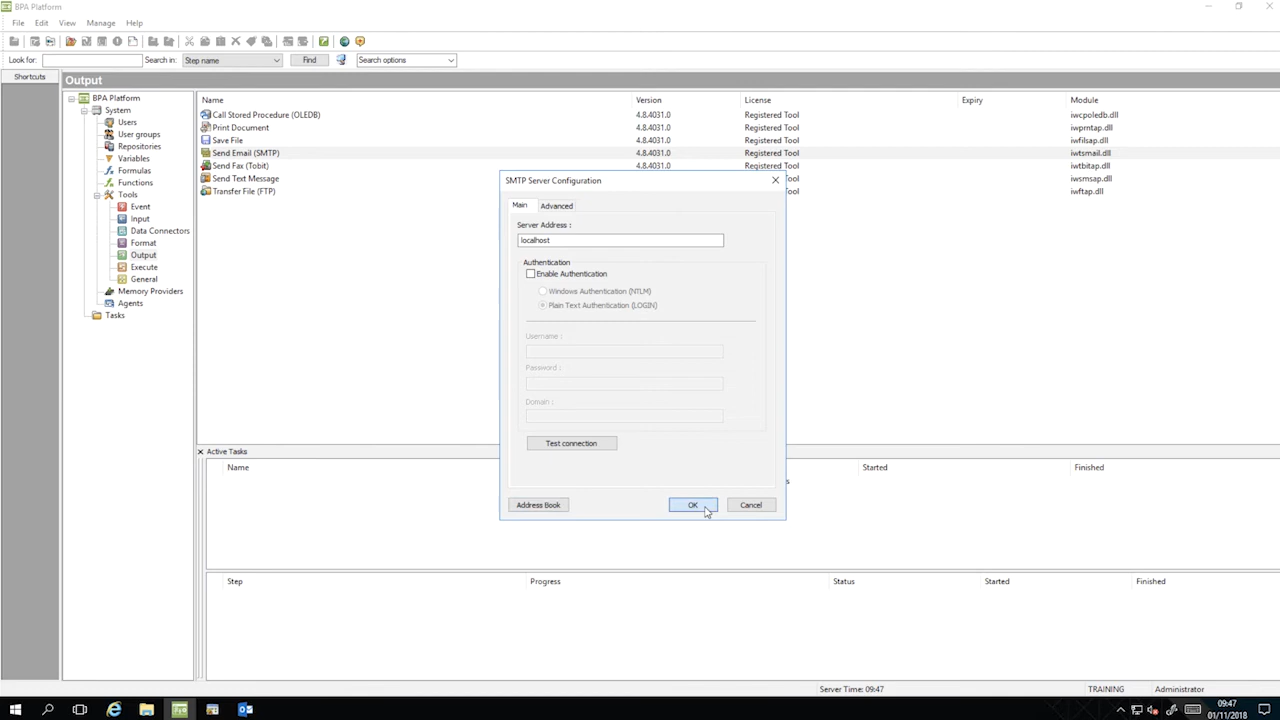 BPA Platform
File Edit View Manage Help
Look for: Search in: Step name Find Search options
Shortcuts
Output
BPA Platform
System
Users
User groups
Repositories
Variables
Formulas
Functions
Tools
Event
Input
Data Connectors
Format
Output
Execute
General
Memory Providers
Agents
Tasks
Name Version License Expiry Module
Call Stored Procedure (OLEDB) 4.8.4031.0 Registered Tool iwcpoledb.dll
Print Document 4.8.4031.0 Registered Tool iwprntap.dll
Save File 4.8.4031.0 Registered Tool iwfilsap.dll
Send Email (SMTP) 4.8.4031.0 Registered Tool iwtsmail.dll
Send Fax (Tobit) 4.8.4031.0 Registered Tool iwtbitap.dll
Send Text Message iwsmsap.dll
Transfer File (FTP) iwftap.dll
SMTP Server Configuration
Main Advanced
Server Address :
localhost
Authentication
Enable Authentication
Windows Authentication (NTLM)
Plain Text Authentication (LOGIN)
Username :
Password :
Domain :
Test connection
Address Book OK Cancel
Active Tasks
Name Started Finished
Step Progress Status Started Finished
Server Time: 09:47 TRAINING Administrator
09:47
01/11/2018